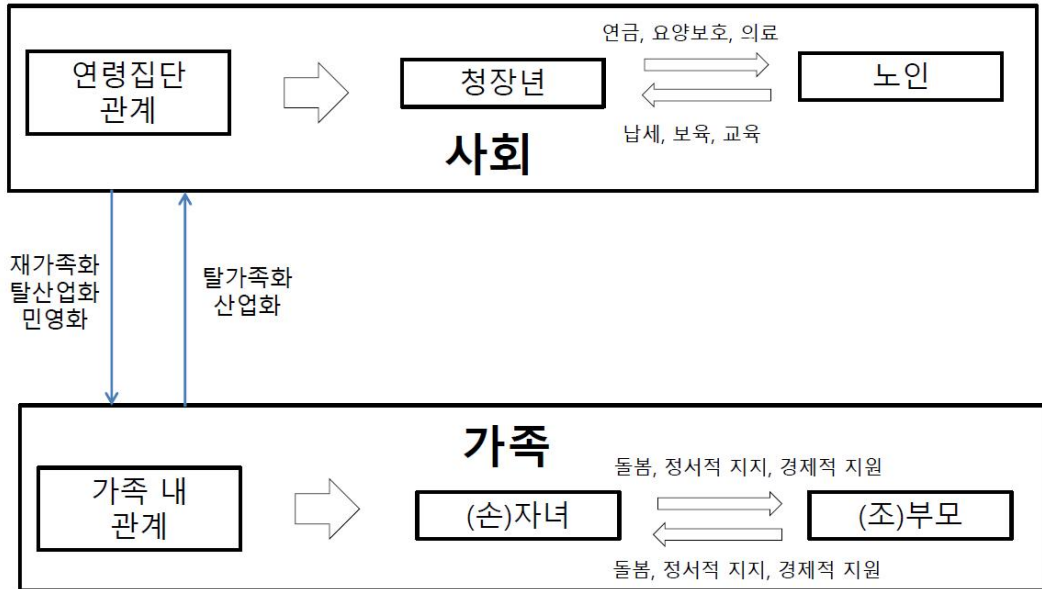 연금, 요양보호, 의료
연령집단
관계
청장년
노인
납세, 보육, 교육
사회
재가족화
탈산업화
민영화
탈가족화
산업화
가족
돌봄, 정서적 지지, 경제적 지원
가족 내
관계
(손)자녀
(조)부모
돌봄, 정서적 지지, 경제적 지원